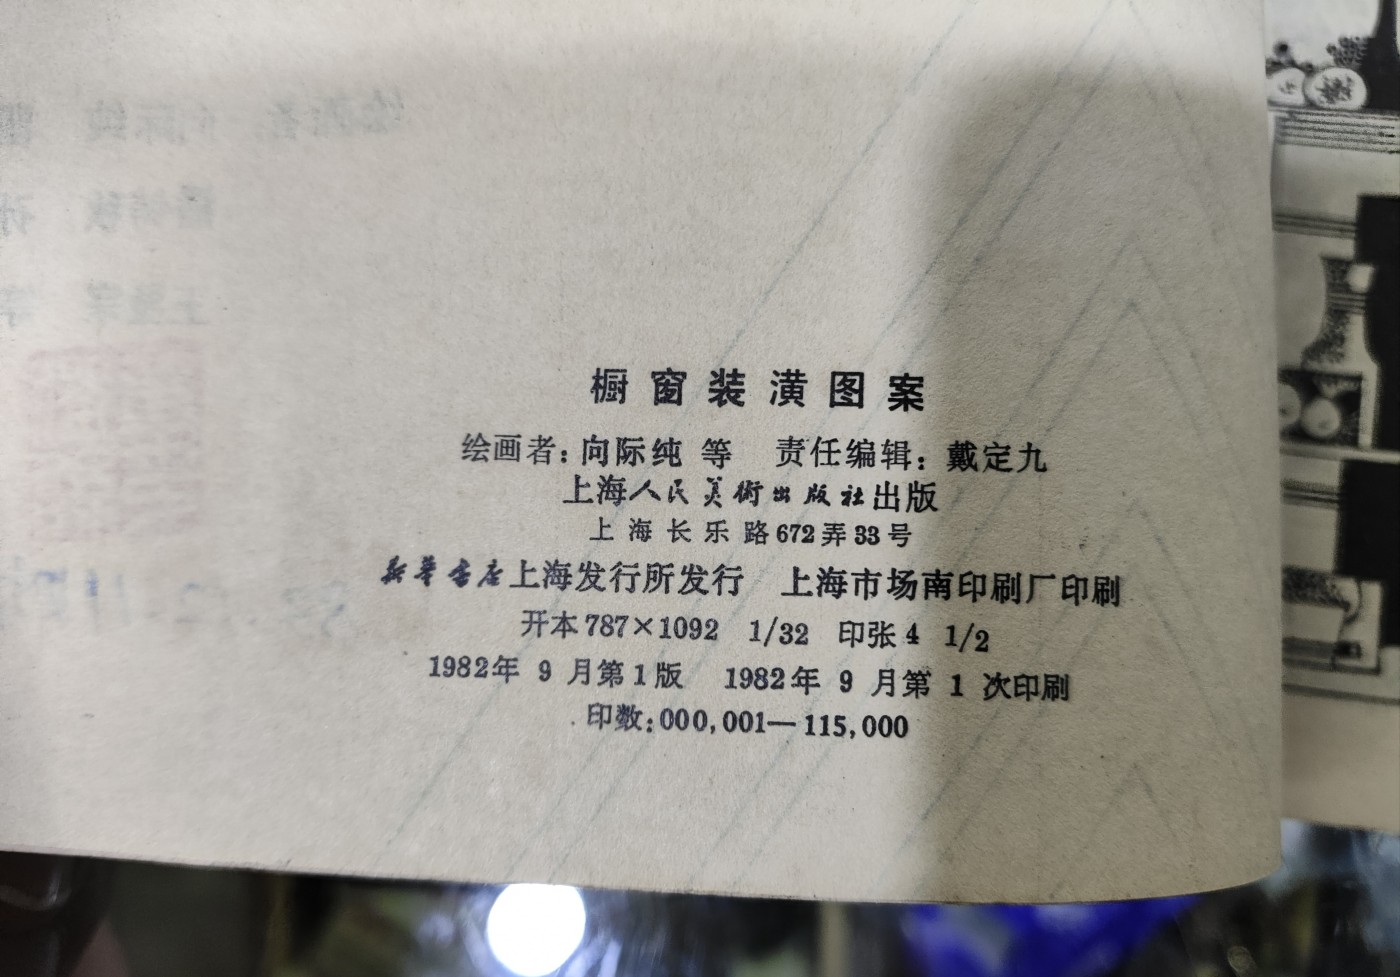 橱窗装潢图案
绘画者：向际纯 等 责任编辑：戴定九
上海人民美術出版社出版
上海长乐路672弄33号
新华书店上海发行所发行 上海市场南印刷厂印刷
开本787×1092 1/32 印张4 1/2
1982年9月第1版 1982年9月第1次印刷
印数：000,001—115,000